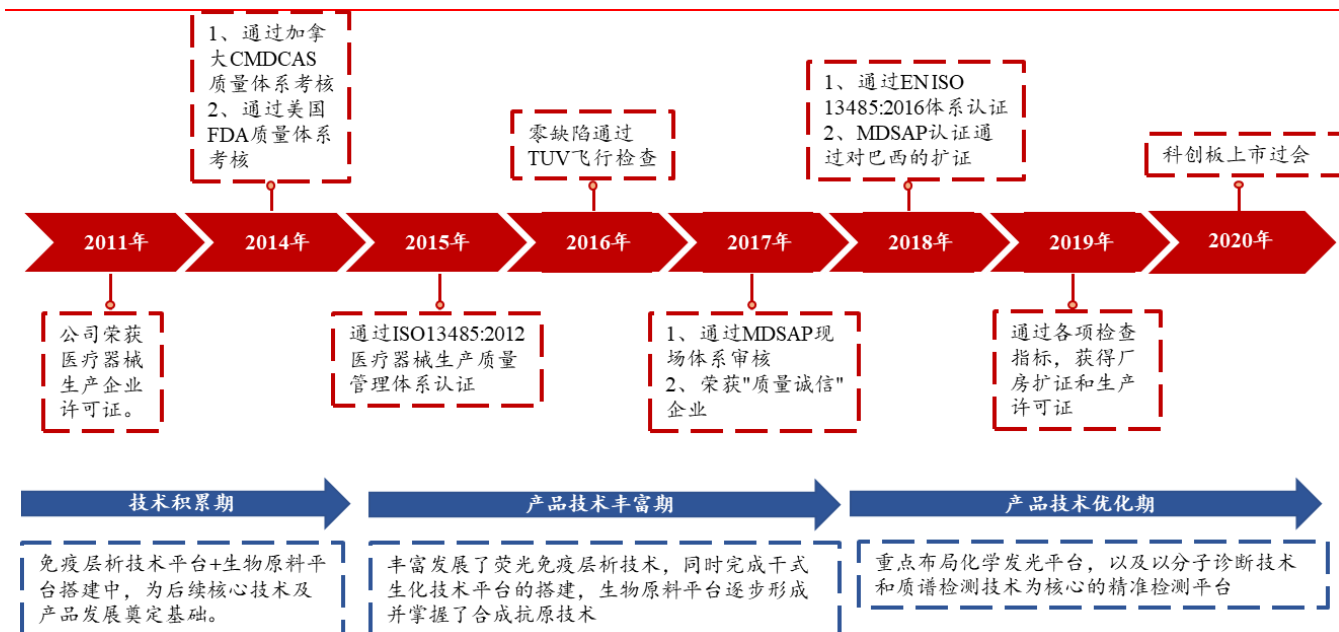 1、通过加拿
大CMDCAS
质量体系考核
2、通过美国
FDA质量体系
考核
零缺陷通过
TUV飞行检查
1、通过ENISO
13485:2016体系认证
2、MDSAP认证通
过对巴西的扩证
科创板上市过会
2011年
2014年
2015年
2016年
2017年
2018年
2019年
2020年
公司荣获
医疗器械
生产企业
许可证。
通过ISO13485:2012
医疗器械生产质量
管理体系认证
1、通过MDSAP现
场体系审核
2、荣获"质量诚信"
企业
通过各项检查
指标，获得厂
房扩证和生产
许可证
技术积累期
产品技术丰富期
产品技术优化期
免疫层析技术平台+生物原料平
台搭建中，为后续核心技术及
产品发展奠定基础。
丰富发展了荧光免疫层析技术，同时完成干式
生化技术平台的搭建，生物原料平台逐步形成
并掌握了合成抗原技术
重点布局化学发光平台，以及以分子诊断技术
和质谱检测技术为核心的精准检测平台